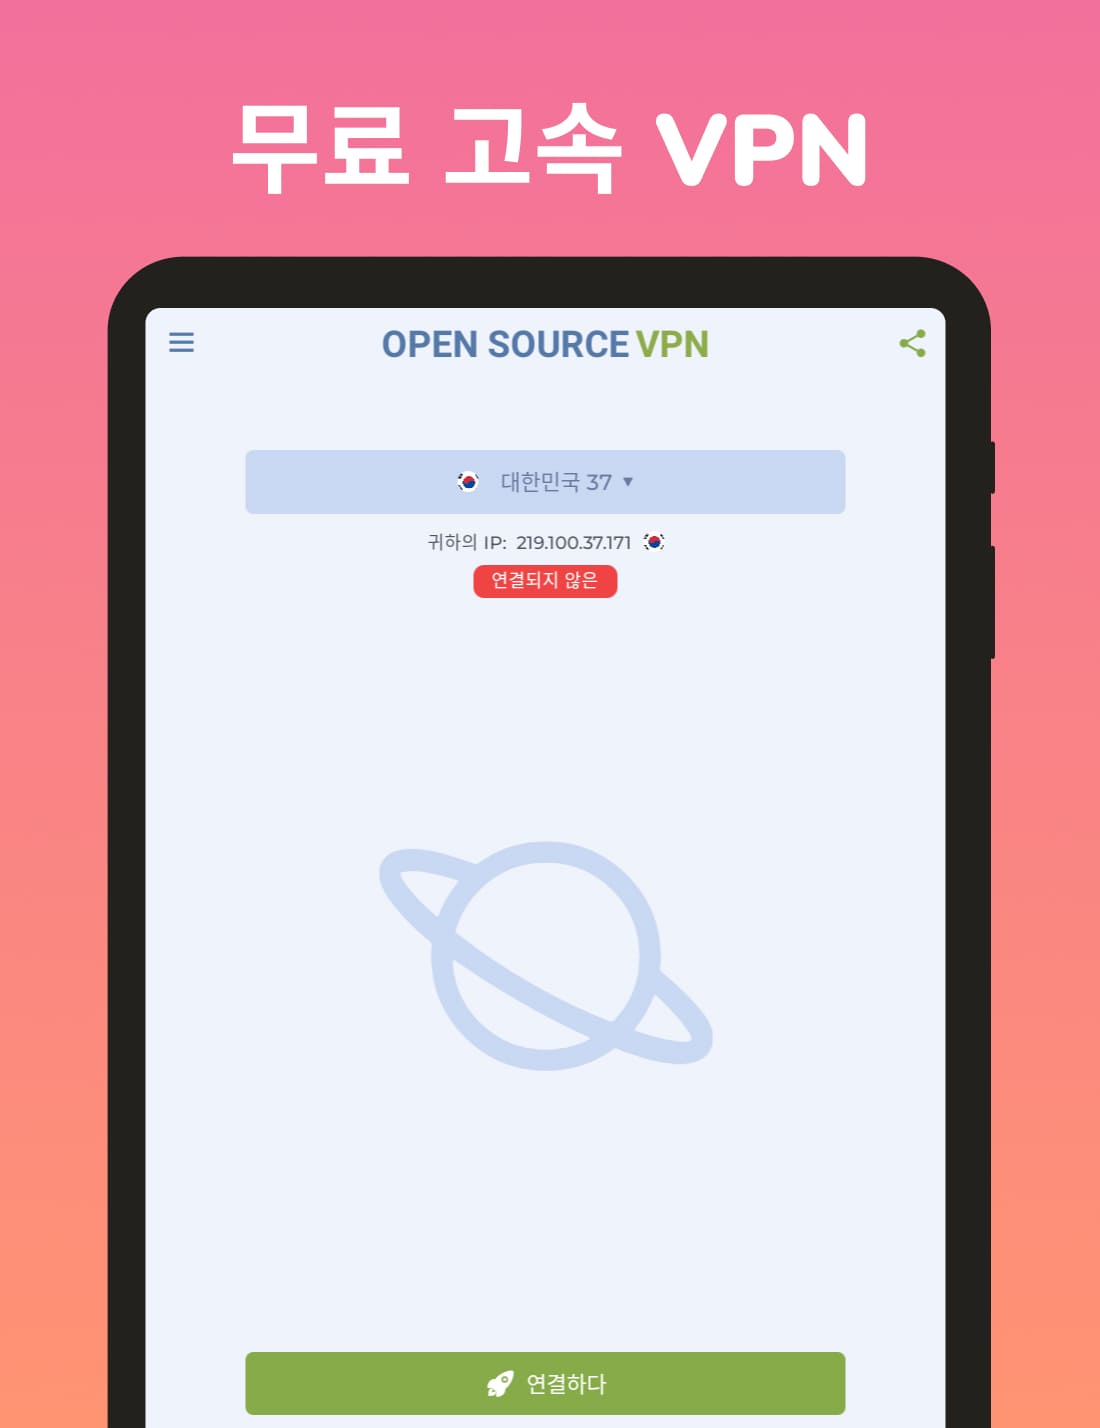 무료 고속 VPN
OPEN SOURCE VPN
대한민국 37 ▼
귀하의 IP: 219.100.37.171
연결되지 않은
연결하다